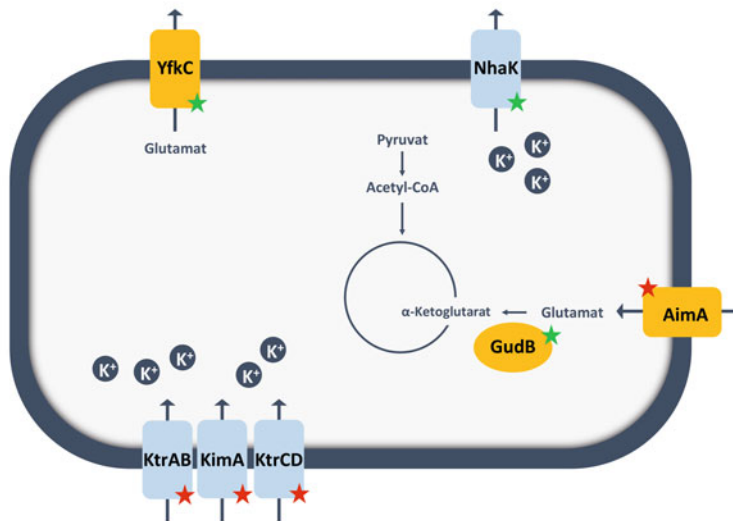 YfkC
NhaK
Glutamat
Pyruvat
K⁺
K⁺
K⁺
Acetyl-CoA
α-Ketoglutarat
Glutamat
AimA
GudB
K⁺
K⁺
K⁺
K⁺
K⁺
KtrAB
KimA
KtrCD